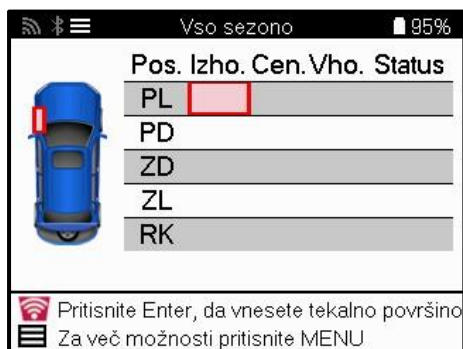 Vso sezono 95%
Pos. Izho. Cen. Vho. Status
PL
PD
ZD
ZL
RK
Pritisnite Enter, da vnesete tekalno površino
Za več možnosti pritisnite MENU